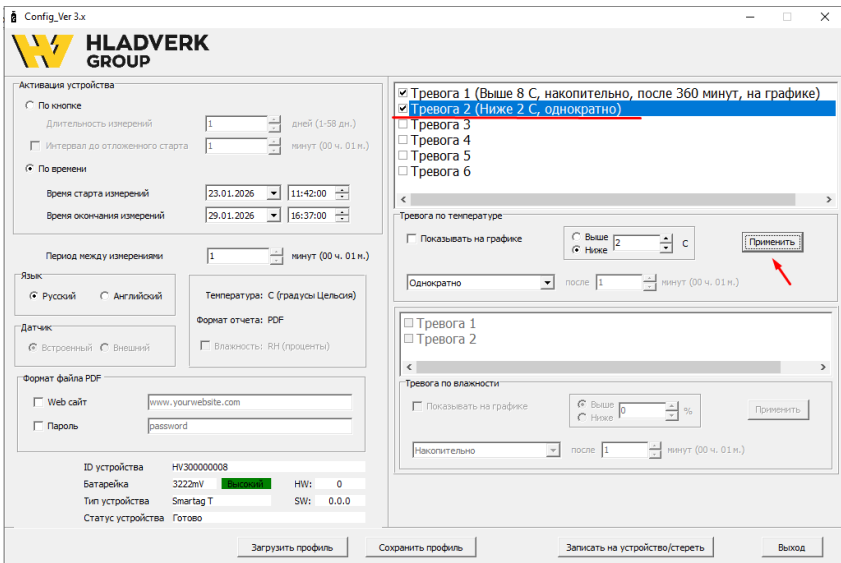 Config_Ver 3.x
HLADVERK
GROUP
Активация устройства
По кнопке
Длительность измерений 1 дней (1-58 дн.)
Интервал до отложенного старта 1 минут (00 ч. 01 м.)
По времени
Время старта измерений 23.01.2026 11:42:00
Время окончания измерений 29.01.2026 16:37:00
Период между измерениями 1 минут (00 ч. 01 м.)
Язык
Русский Английский
Датчик
Встроенный Внешний
Температура: C (градусы Цельсия)
Формат отчета: PDF
Влажность: RH (проценты)
Формат файла PDF
Web сайт www.yourwebsite.com
Пароль password
ID устройства HV300000008
Батарейка 3222mV Высокий HW: 0
Тип устройства Smartag T SW: 0.0.0
Статус устройства Готово
Тревога 1 (Выше 8 C, накопительно, после 360 минут, на графике)
Тревога 2 (Ниже 2 C, однократно)
Тревога 3
Тревога 4
Тревога 5
Тревога 6
Тревога по температуре
Показывать на графике Выше
Ниже 2 C Применить
Однократно после 1 минут (00 ч. 01 м.)
Тревога 1
Тревога 2
Тревога по влажности
Показывать на графике Выше
Ниже 0 % Применить
Накопительно после 1 минут (00 ч. 01 м.)
Загрузить профиль Сохранить профиль Записать на устройство/стереть Выход